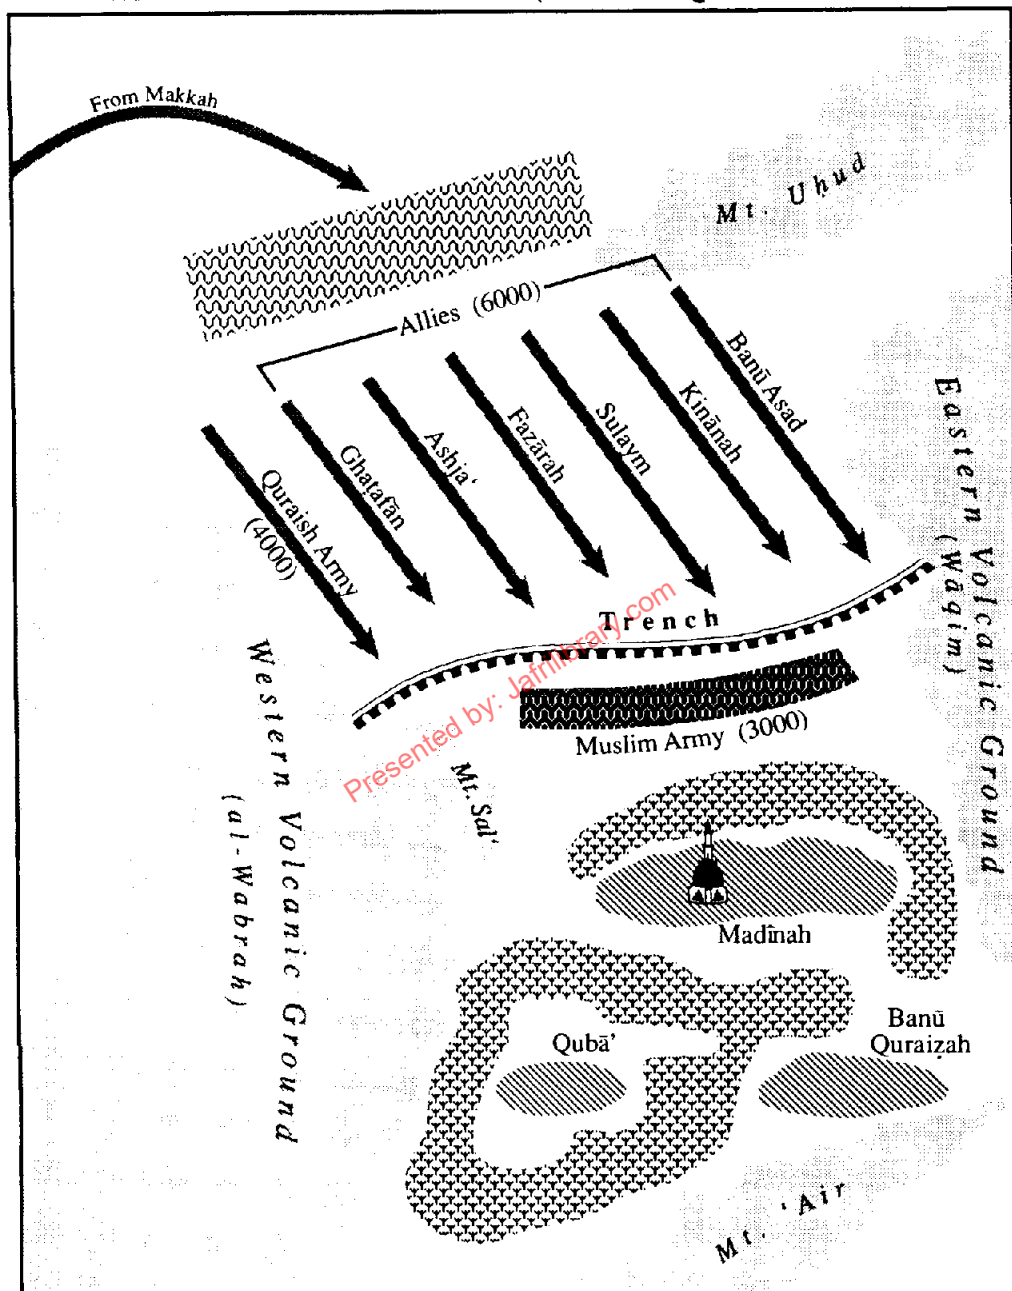 From Makkah
Mt. Uhud
Allies (6000)
Banū Asad
Kinānah
Sulaym
Fazārah
Ashja‘
Ghaṭafān
Quraish Army
(4000)
Eastern Volcanic Ground
(Wāqim)
Trench
Muslim Army (3000)
Presented by: Jafrilibrary.com
Western Volcanic Ground
(al-Wabrah)
Mt. Sal‘
Madīnah
Qubā’
Banū
Quraiẓah
Mt. ‘Air